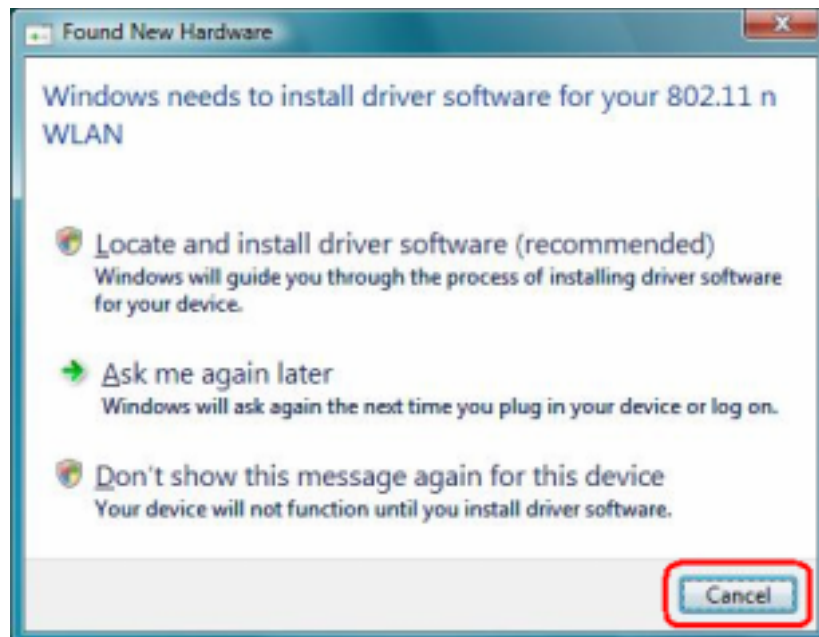 Found New Hardware
Windows needs to install driver software for your 802.11 n
WLAN
Locate and install driver software (recommended)
Windows will guide you through the process of installing driver software
for your device.
Ask me again later
Windows will ask again the next time you plug in your device or log on.
Don't show this message again for this device
Your device will not function until you install driver software.
Cancel